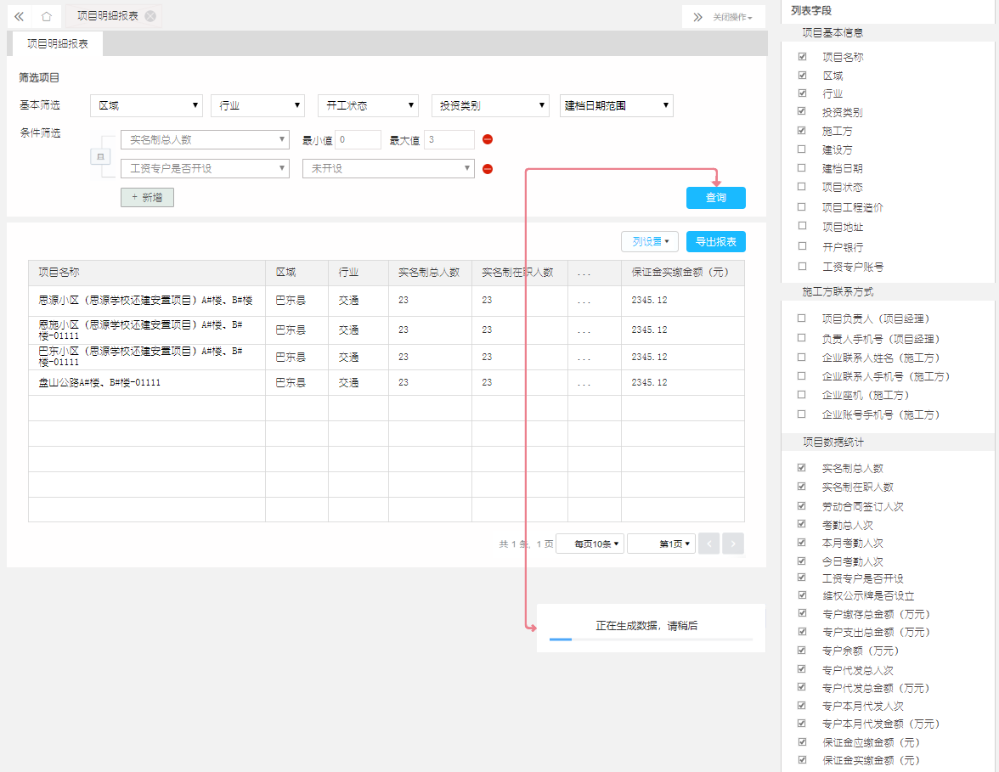 项目明细报表
关闭操作
项目明细报表
筛选项目
基本筛选 区域 行业 开工状态 投资类别 建档日期范围
条件筛选 实名制总人数 最小值 0 最大值 3
且
工资专户是否开设 未开设
+ 新增
查询
列设置 导出报表
项目名称 区域 行业 实名制总人数 实名制在职人数 ... 保证金实缴金额（元）
思源小区（思源学校还建安置项目）A#楼、B#楼 巴东县 交通 23 23 ... 2345.12
恩施小区（思源学校还建安置项目）A#楼、B#
楼-01111 巴东县 交通 23 23 ... 2345.12
巴东小区（思源学校还建安置项目）A#楼、B#
楼-01111 巴东县 交通 23 23 ... 2345.12
盘山公路A#楼、B#楼-01111 巴东县 交通 23 23 ... 2345.12
共 1 条，1 页 每页10条 第1页
正在生成数据，请稍后
列表字段
项目基本信息
项目名称
区域
行业
投资类别
施工方
建设方
建档日期
项目状态
项目工程造价
项目地址
开户银行
工资专户账号
施工方联系方式
项目负责人（项目经理）
负责人手机号（项目经理）
企业联系人姓名（施工方）
企业联系人手机号（施工方）
企业座机（施工方）
企业账号手机号（施工方）
项目数据统计
实名制总人数
实名制在职人数
劳动合同签订人次
考勤总人次
本月考勤人次
今日考勤人次
工资专户是否开设
维权公示牌是否设立
专户缴存总金额（万元）
专户支出总金额（万元）
专户余额（万元）
专户代发总人次
专户代发总金额（万元）
专户本月代发人次
专户本月代发金额（万元）
保证金应缴金额（元）
保证金实缴金额（元）